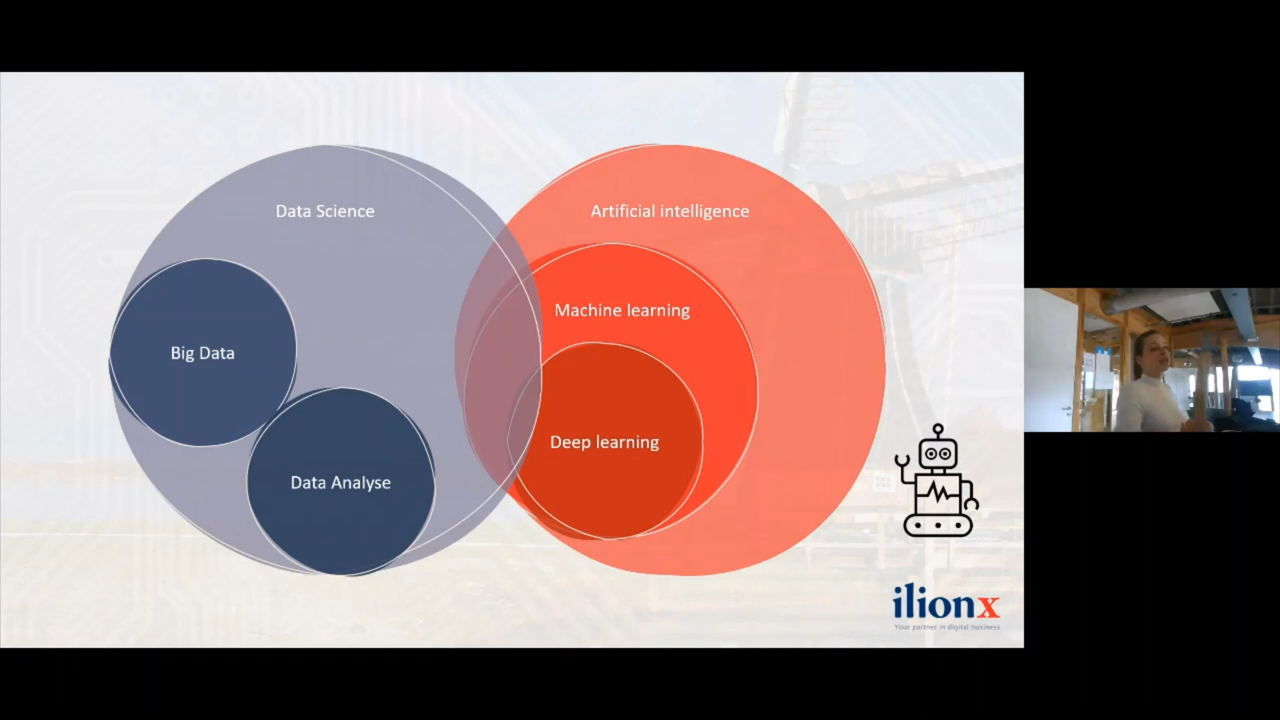 Data Science
Artificial intelligence
Machine learning
Big Data
Deep learning
Data Analyse
ilionx
Your partner in digital business